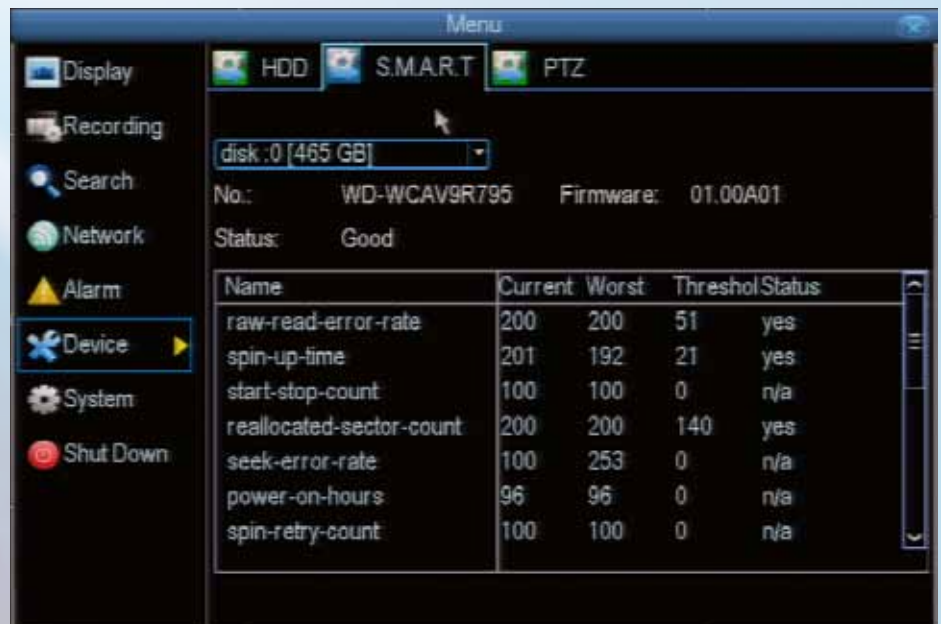 Menu
Display
Recording
Search
Network
Alarm
Device
System
Shut Down
HDD S.M.A.R.T PTZ
disk :0 [465 GB]
No.: WD-WCAV9R795 Firmware: 01.00A01
Status: Good
Name Current Worst Threshol Status
raw-read-error-rate 200 200 51 yes
spin-up-time 201 192 21 yes
start-stop-count 100 100 0 n/a
reallocated-sector-count 200 200 140 yes
seek-error-rate 100 253 0 n/a
power-on-hours 96 96 0 n/a
spin-retry-count 100 100 0 n/a